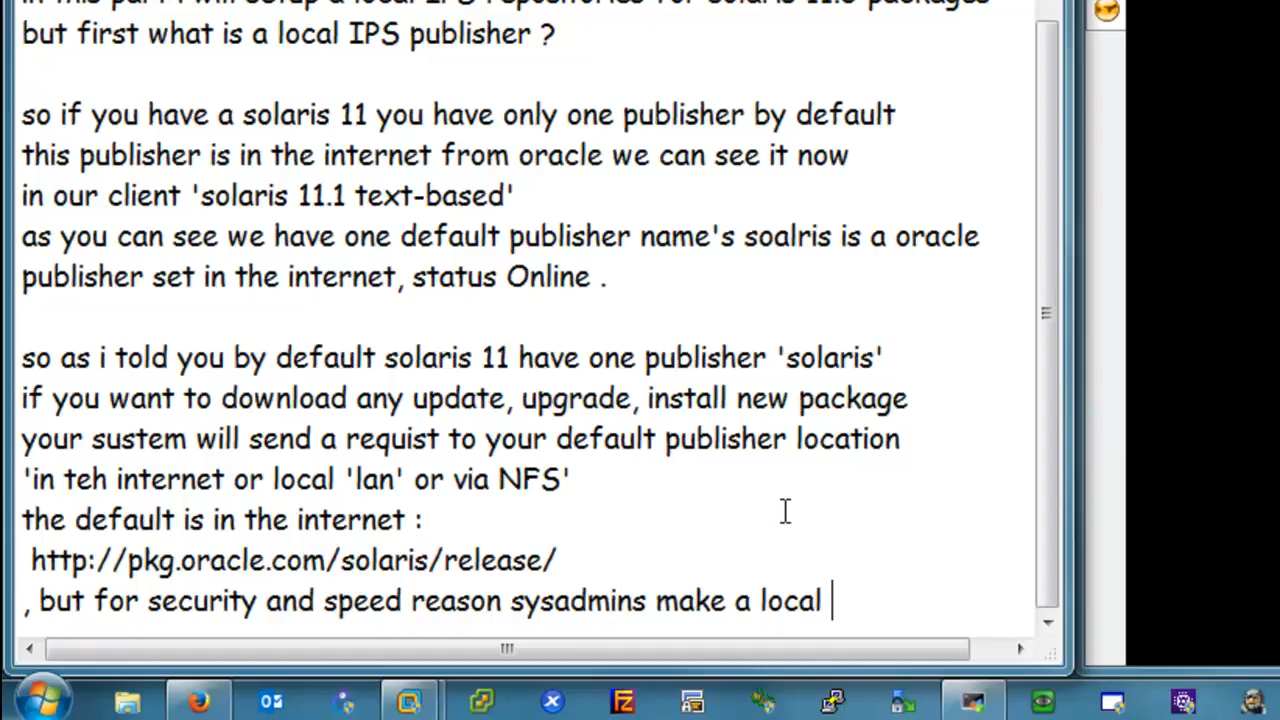 but first what is a local IPS publisher ?
so if you have a solaris 11 you have only one publisher by default
this publisher is in the internet from oracle we can see it now
in our client 'solaris 11.1 text-based'
as you can see we have one default publisher name's soalris is a oracle
publisher set in the internet, status Online .
so as i told you by default solaris 11 have one publisher 'solaris'
if you want to download any update, upgrade, install new package
your sustem will send a requist to your default publisher location
'in teh internet or local 'lan' or via NFS'
the default is in the internet :
http://pkg.oracle.com/solaris/release/
, but for security and speed reason sysadmins make a local